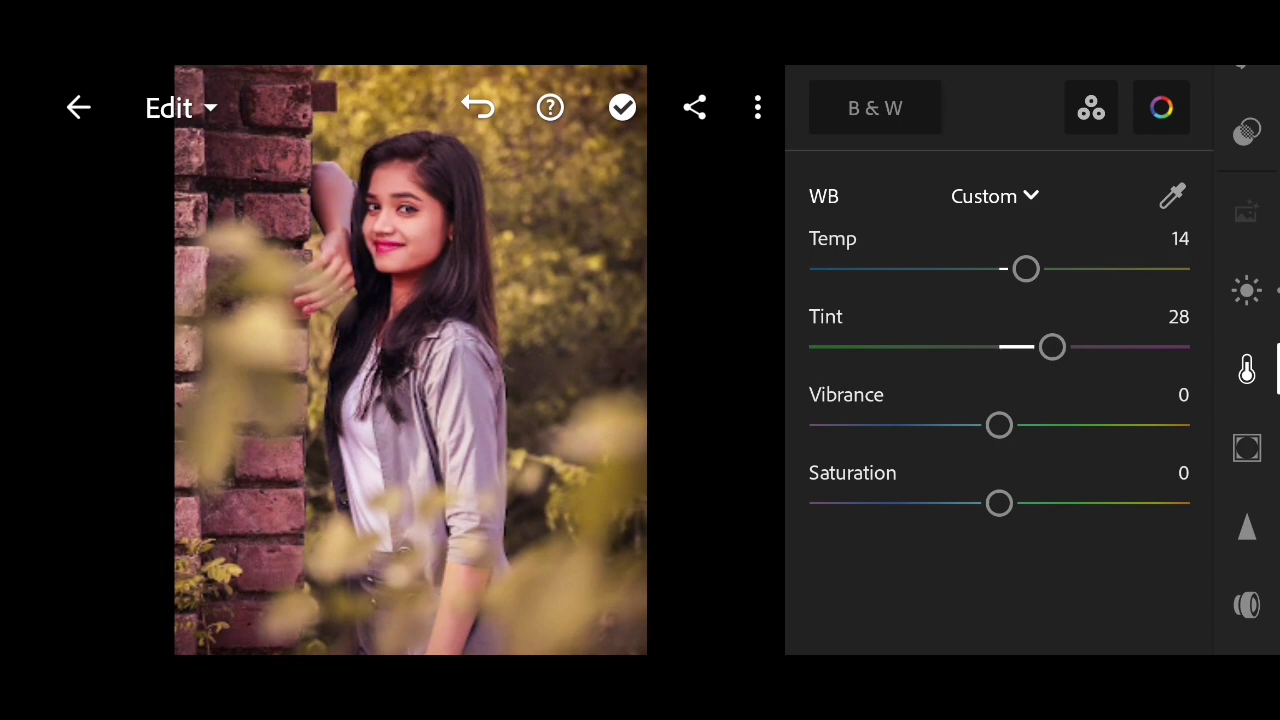 Edit
B & W
WB Custom
Temp 14
Tint 28
Vibrance 0
Saturation 0